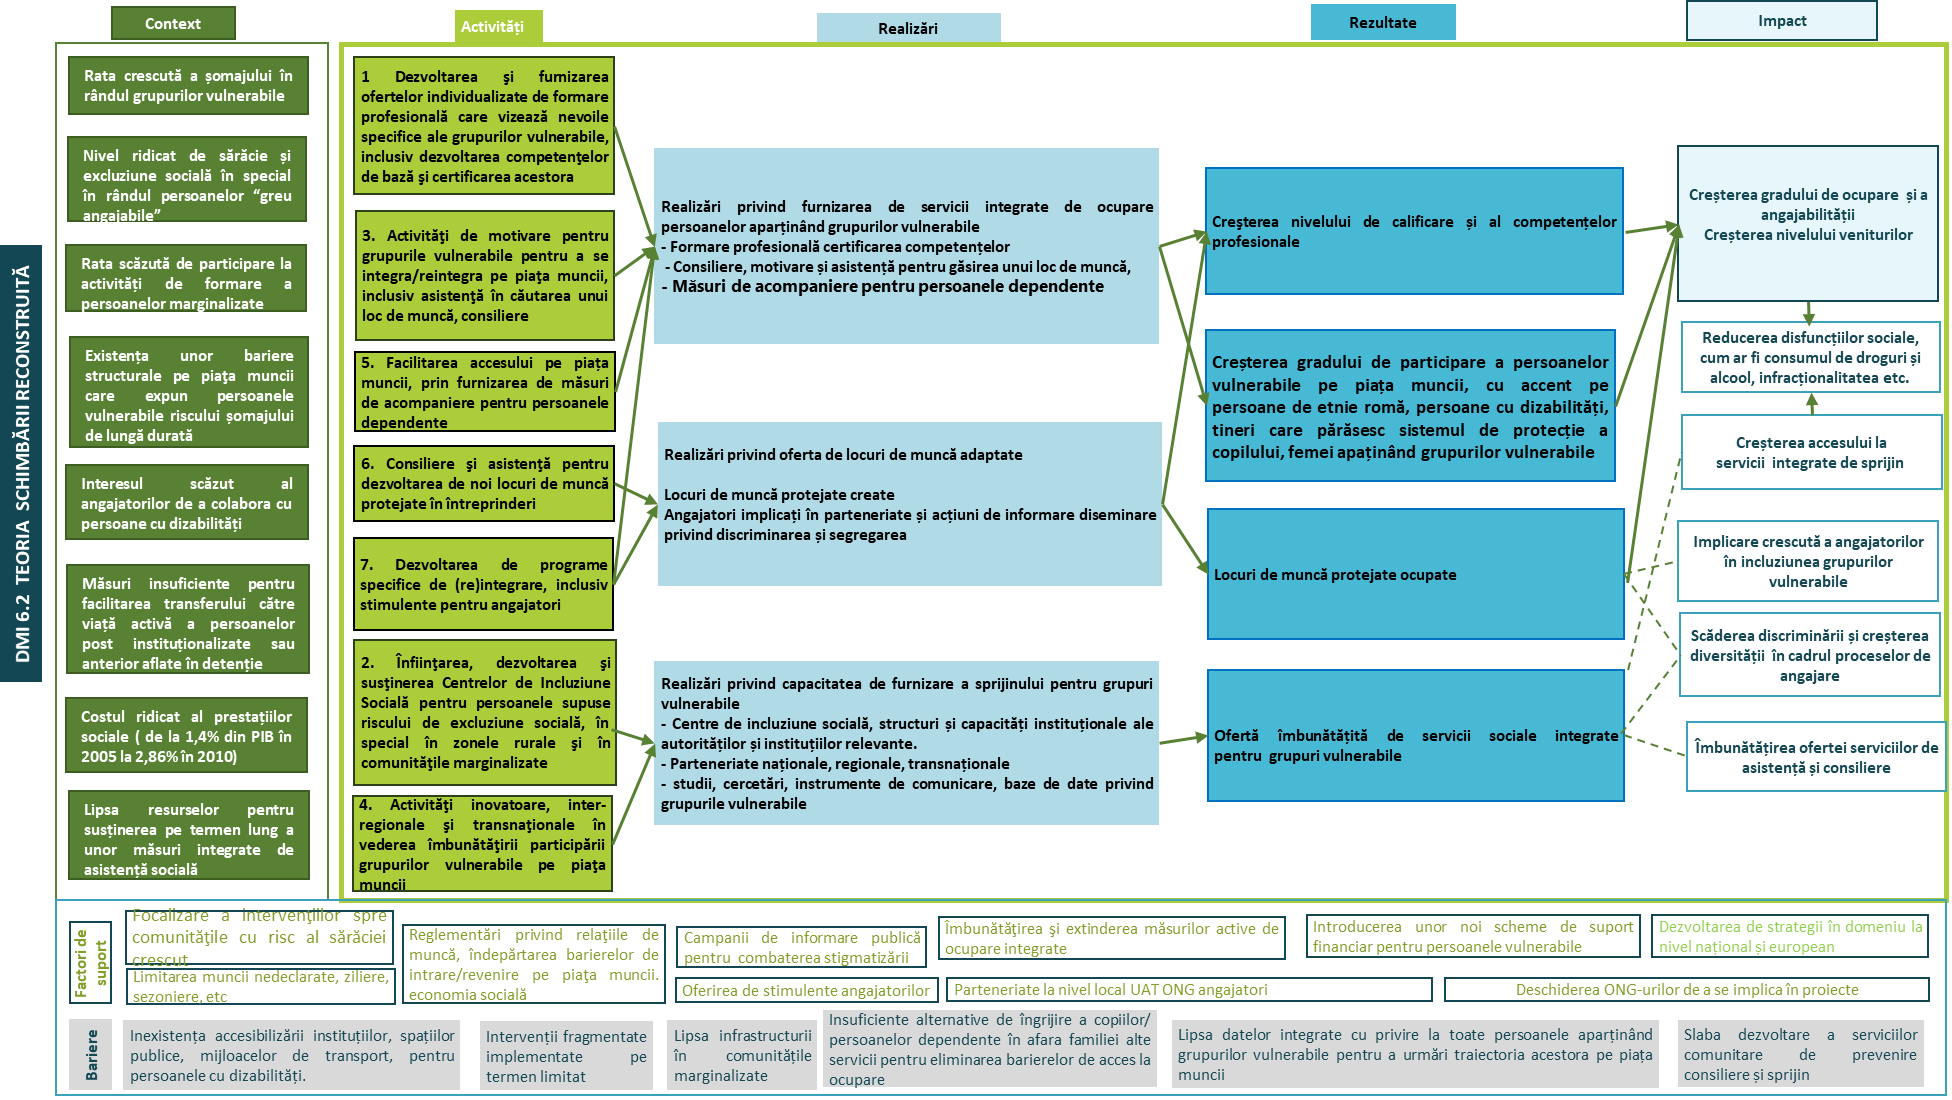 Context
Activități
Realizări
Rezultate
Impact
DMI 6.2 TEORIA SCHIMBĂRII RECONSTRUITĂ
Rata crescută a șomajului în
rândul grupurilor vulnerabile
Nivel ridicat de sărăcie și
excluziune socială în special
în rândul persoanelor “greu
angajabile”
Rata scăzută de participare la
activități de formare a
persoanelor marginalizate
Existența unor bariere
structurale pe piaţa muncii
care expun persoanele
vulnerabile riscului șomajului
de lungă durată
Interesul scăzut al
angajatorilor de a colabora cu
persoane cu dizabilități
Măsuri insuficiente pentru
facilitarea transferului către
viață activă a persoanelor
post instituționalizate sau
anterior aflate în detenție
Costul ridicat al prestațiilor
sociale ( de la 1,4% din PIB în
2005 la 2,86% în 2010)
Lipsa resurselor pentru
susținerea pe termen lung a
unor măsuri integrate de
asistență socială
1 Dezvoltarea şi furnizarea
ofertelor individualizate de formare
profesională care vizează nevoile
specifice ale grupurilor vulnerabile,
inclusiv dezvoltarea competenţelor
de bază şi certificarea acestora
3. Activităţi de motivare pentru
grupurile vulnerabile pentru a se
integra/reintegra pe piaţa muncii,
inclusiv asistenţă în căutarea unui
loc de muncă, consiliere
5. Facilitarea accesului pe piața
muncii, prin furnizarea de măsuri
de acompaniere pentru persoanele
dependente
6. Consiliere şi asistenţă pentru
dezvoltarea de noi locuri de muncă
protejate în întreprinderi
7. Dezvoltarea de programe
specifice de (re)integrare, inclusiv
stimulente pentru angajatori
2. Înfiinţarea, dezvoltarea şi
susţinerea Centrelor de Incluziune
Socială pentru persoanele supuse
riscului de excluziune socială, în
special în zonele rurale şi în
comunităţile marginalizate
4. Activităţi inovatoare, inter-
regionale şi transnaţionale în
vederea îmbunătăţirii participării
grupurilor vulnerabile pe piaţa
muncii
Realizări privind furnizarea de servicii integrate de ocupare
persoanelor aparținând grupurilor vulnerabile
- Formare profesională certificarea competențelor
- Consiliere, motivare și asistență pentru găsirea unui loc de muncă,
- Măsuri de acompaniere pentru persoanele dependente
Realizări privind oferta de locuri de muncă adaptate
Locuri de muncă protejate create
Angajatori implicați în parteneriate și acțiuni de informare diseminare
privind discriminarea și segregarea
Realizări privind capacitatea de furnizare a sprijinului pentru grupuri
vulnerabile
- Centre de incluziune socială, structuri și capacități instituționale ale
autorităților și instituțiilor relevante.
- Parteneriate naționale, regionale, transnaționale
- studii, cercetări, instrumente de comunicare, baze de date privind
grupurile vulnerabile
Creşterea nivelului de calificare și al competențelor
profesionale
Creșterea gradului de participare a persoanelor
vulnerabile pe piața muncii, cu accent pe
persoane de etnie romă, persoane cu dizabilități,
tineri care părăsesc sistemul de protecție a
copilului, femei apaținând grupurilor vulnerabile
Locuri de muncă protejate ocupate
Ofertă îmbunătățită de servicii sociale integrate
pentru grupuri vulnerabile
Creșterea gradului de ocupare și a
angajabilității
Creșterea nivelului veniturilor
Reducerea disfuncțiilor sociale,
cum ar fi consumul de droguri și
alcool, infracționalitatea etc.
Creșterea accesului la
servicii integrate de sprijin
Implicare crescută a angajatorilor
în incluziunea grupurilor
vulnerabile
Scăderea discriminării și creșterea
diversității în cadrul proceselor de
angajare
Îmbunătățirea ofertei serviciilor de
asistență și consiliere
Factori de
suport
Focalizare a intervenţiilor spre
comunităţile cu risc al sărăciei
crescut
Limitarea muncii nedeclarate, ziliere,
sezoniere, etc
Reglementări privind relaţiile de
muncă, îndepărtarea barierelor de
intrare/revenire pe piaţa muncii.
economia socială
Campanii de informare publică
pentru combaterea stigmatizării
Oferirea de stimulente angajatorilor
Îmbunătăţirea şi extinderea măsurilor active de
ocupare integrate
Parteneriate la nivel local UAT ONG angajatori
Introducerea unor noi scheme de suport
financiar pentru persoanele vulnerabile
Dezvoltarea de strategii în domeniu la
nivel național și european
Deschiderea ONG-urilor de a se implica în proiecte
Bariere
Inexistența accesibilizării instituțiilor, spațiilor
publice, mijloacelor de transport, pentru
persoanele cu dizabilități.
Intervenții fragmentate
implementate pe
termen limitat
Lipsa infrastructurii
în comunitățile
marginalizate
Insuficiente alternative de îngrijire a copiilor/
persoanelor dependente în afara familiei alte
servicii pentru eliminarea barierelor de acces la
ocupare
Lipsa datelor integrate cu privire la toate persoanele aparținând
grupurilor vulnerabile pentru a urmări traiectoria acestora pe piața
muncii
Slaba dezvoltare a serviciilor
comunitare de prevenire
consiliere și sprijin